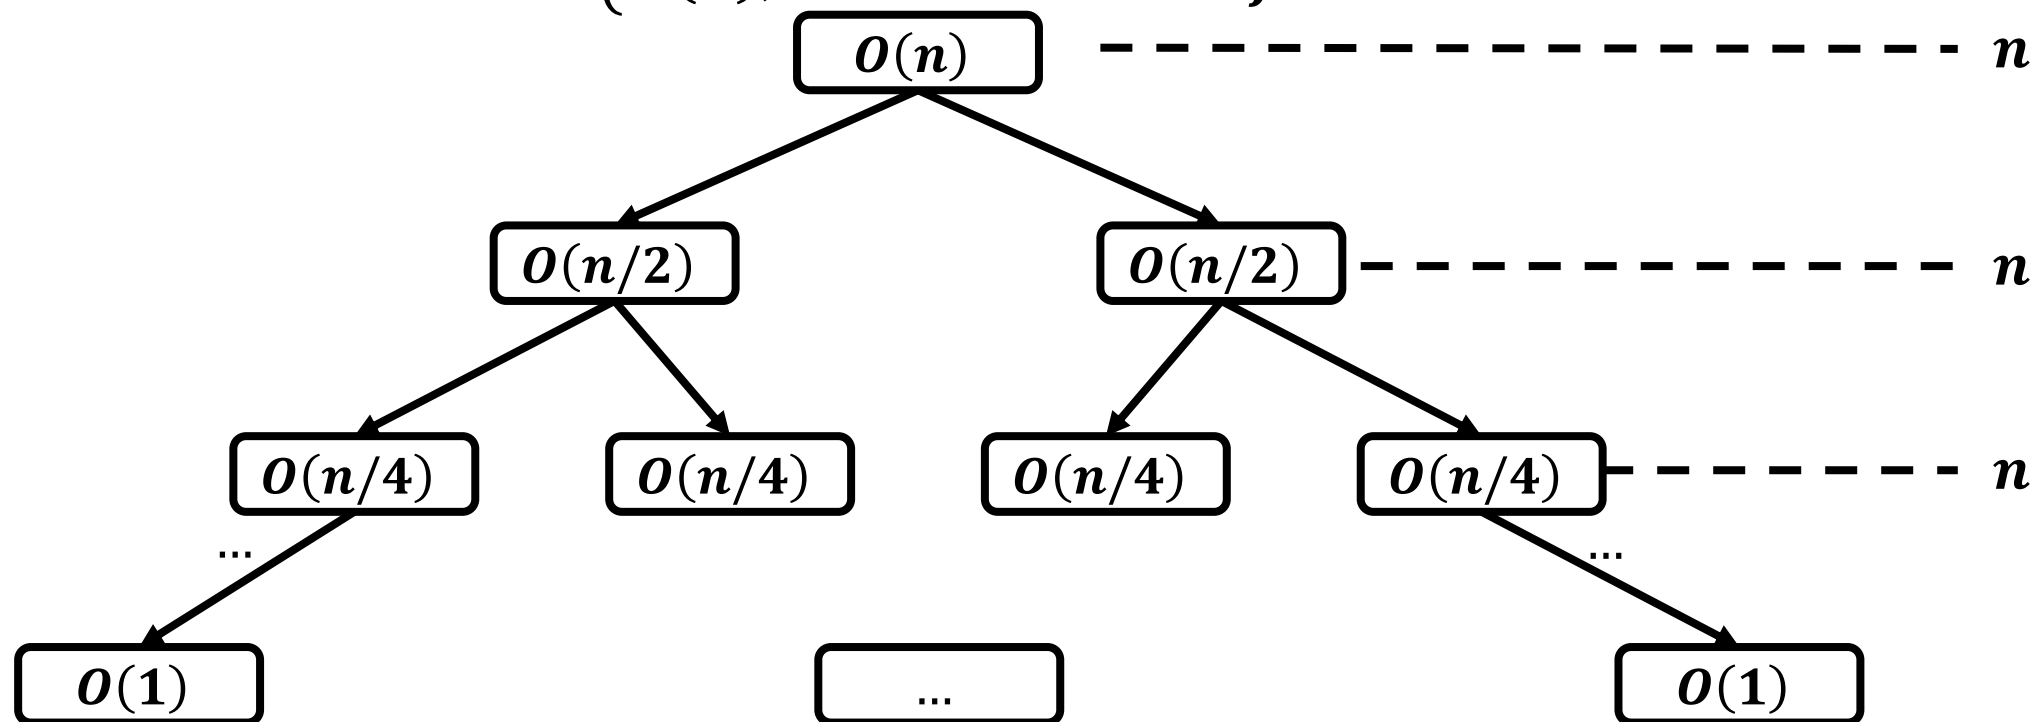 O(n) n
O(n/2) O(n/2) n
O(n/4) O(n/4) O(n/4) O(n/4) n
... ...
O(1) ... O(1)